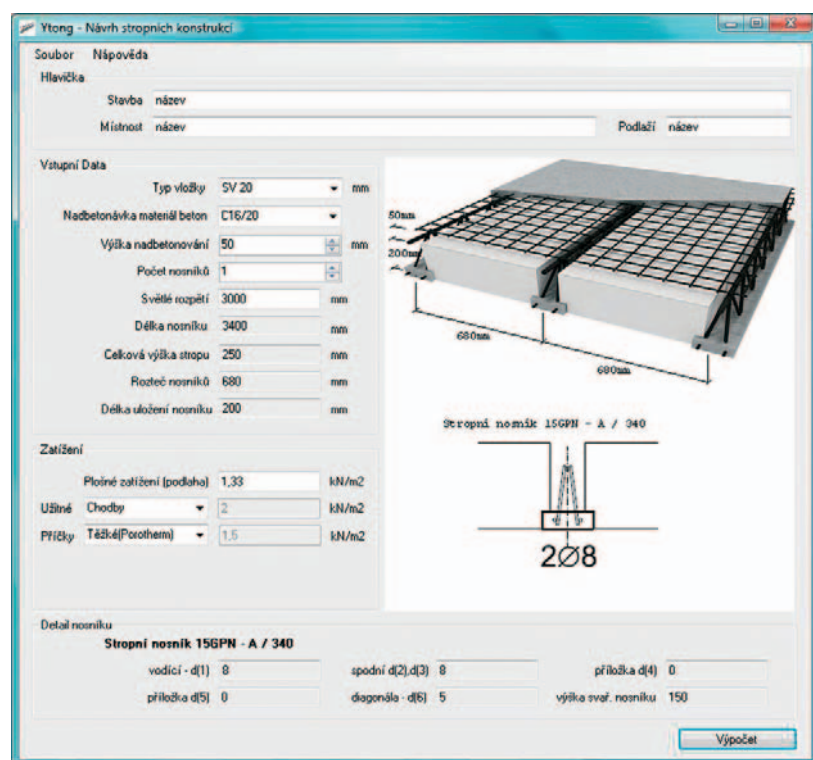 Ytong - Návrh stropních konstrukcí
Soubor Nápověda
Hlavička
Stavba název
Místnost název Podlaží název
Vstupní Data
Typ vložky SV 20 mm
Nadbetonávka materiál beton C16/20
Výška nadbetonování 50 mm
Počet nosníků 1
Světlé rozpětí 3000 mm
Délka nosníku 3400 mm
Celková výška stropu 250 mm
Rozteč nosníků 680 mm
Délka uložení nosníku 200 mm
50mm
200mm
680mm
680mm
Stropní nosník 15GPN - A / 340
2∅8
Zatížení
Plošné zatížení (podlaha) 1,33 kN/m2
Užitné Chodby 2 kN/m2
Příčky Těžké(Porotherm) 1,5 kN/m2
Detail nosníku
Stropní nosník 15GPN - A / 340
vodící - d(1) 8 spodní d(2),d(3) 8 příložka d(4) 0
příložka d(5) 0 diagonála - d(6) 5 výška svař. nosníku 150
Výpočet